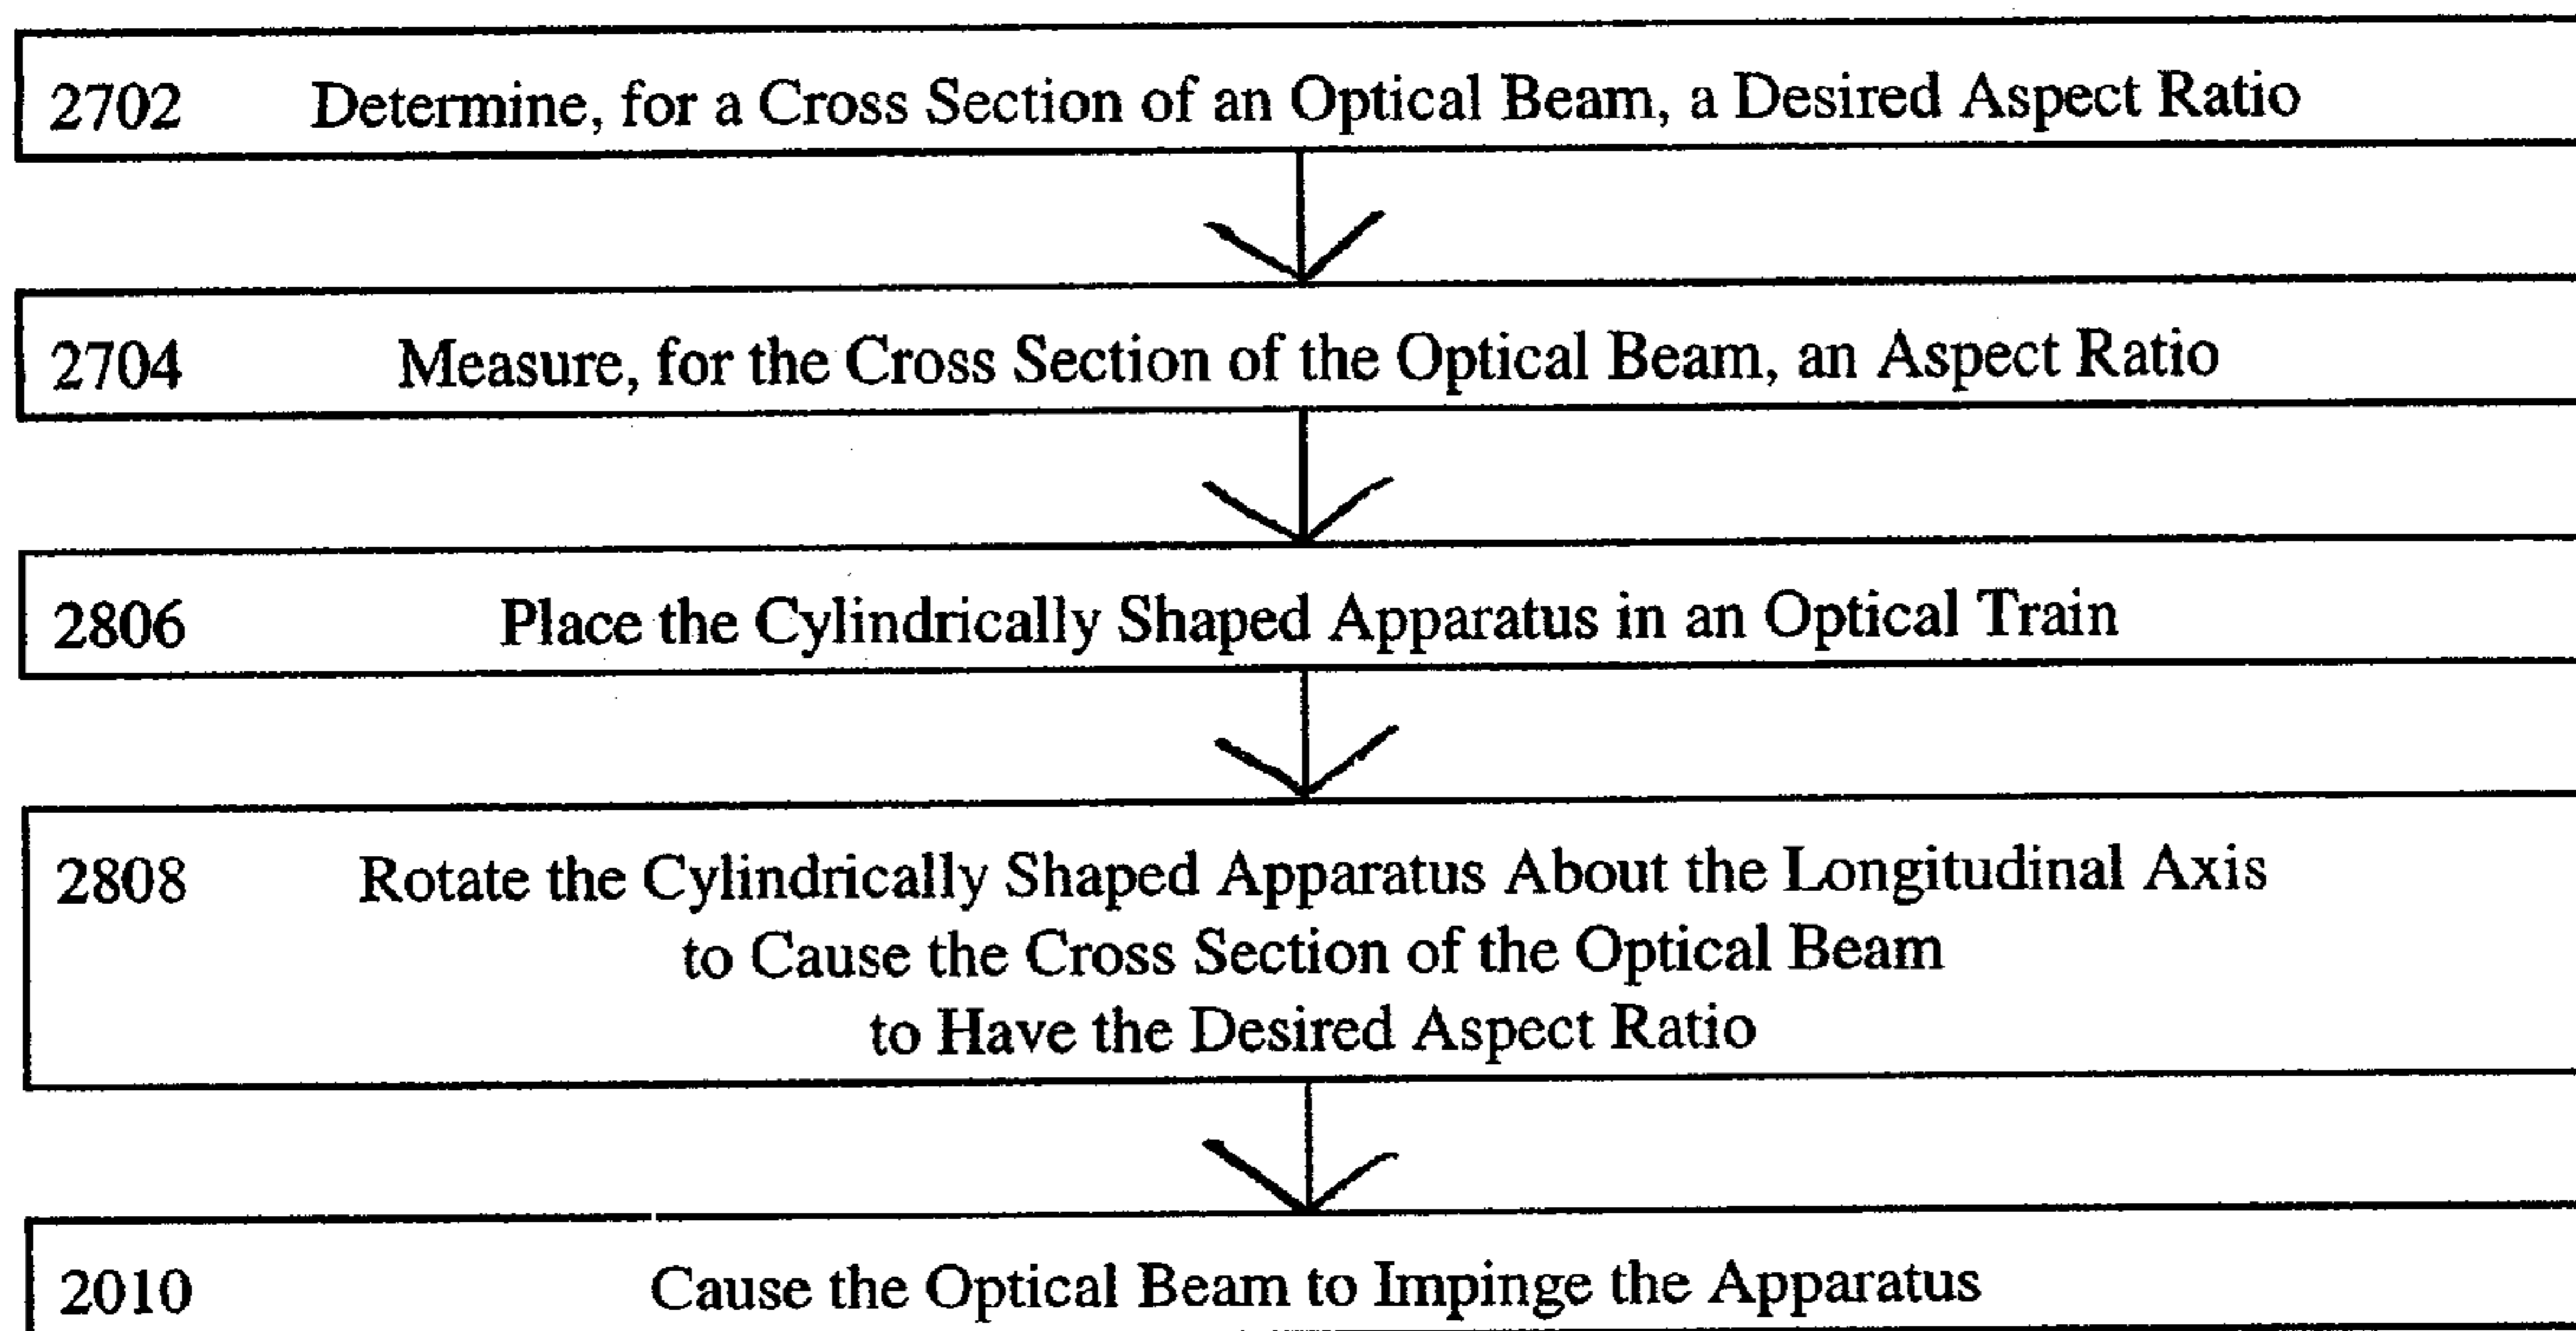 2702 Determine, for a Cross Section of an Optical Beam, a Desired Aspect Ratio
2704 Measure, for the Cross Section of the Optical Beam, an Aspect Ratio
2806 Place the Cylindrically Shaped Apparatus in an Optical Train
2808 Rotate the Cylindrically Shaped Apparatus About the Longitudinal Axis
to Cause the Cross Section of the Optical Beam
to Have the Desired Aspect Ratio
2010 Cause the Optical Beam to Impinge the Apparatus